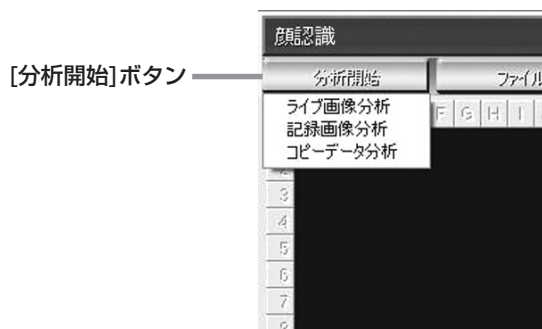 顔認識
[分析開始]ボタン
分析開始
ファイル
ライブ画像分析
記録画像分析
コピーデータ分析
F G H I
3
4
5
6
7